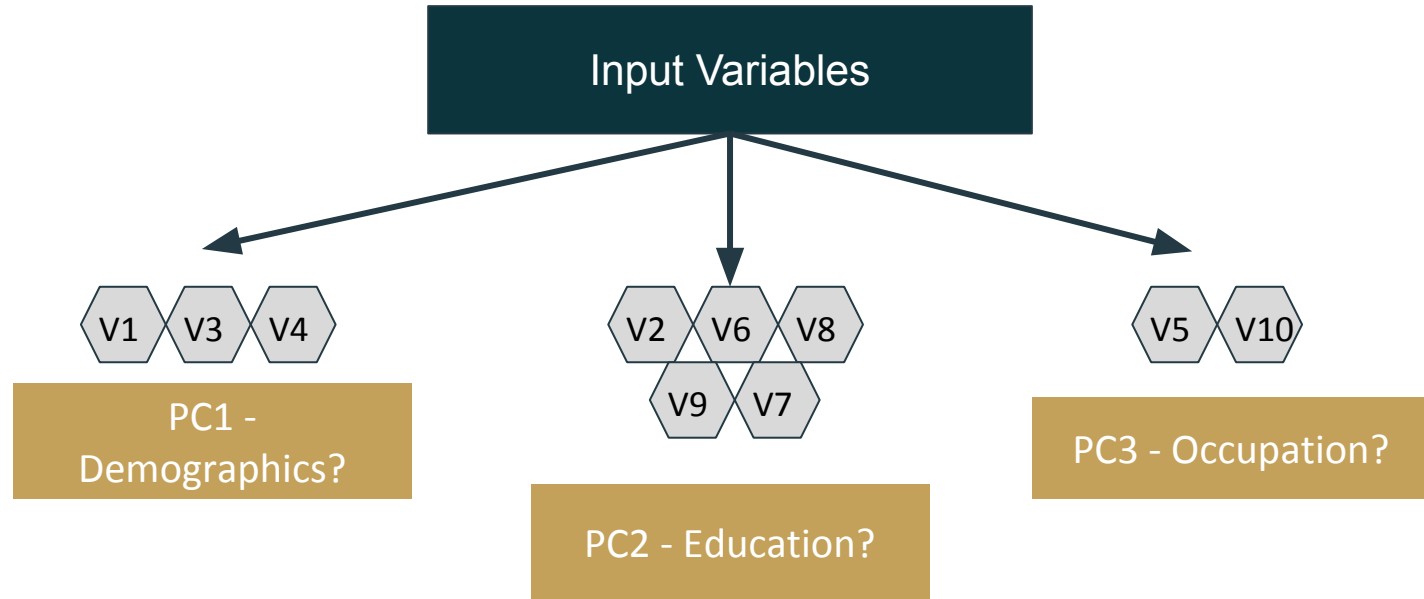 Input Variables
V1 V3 V4
PC1 -
Demographics?
V2 V6 V8
V9 V7
PC2 - Education?
V5 V10
PC3 - Occupation?